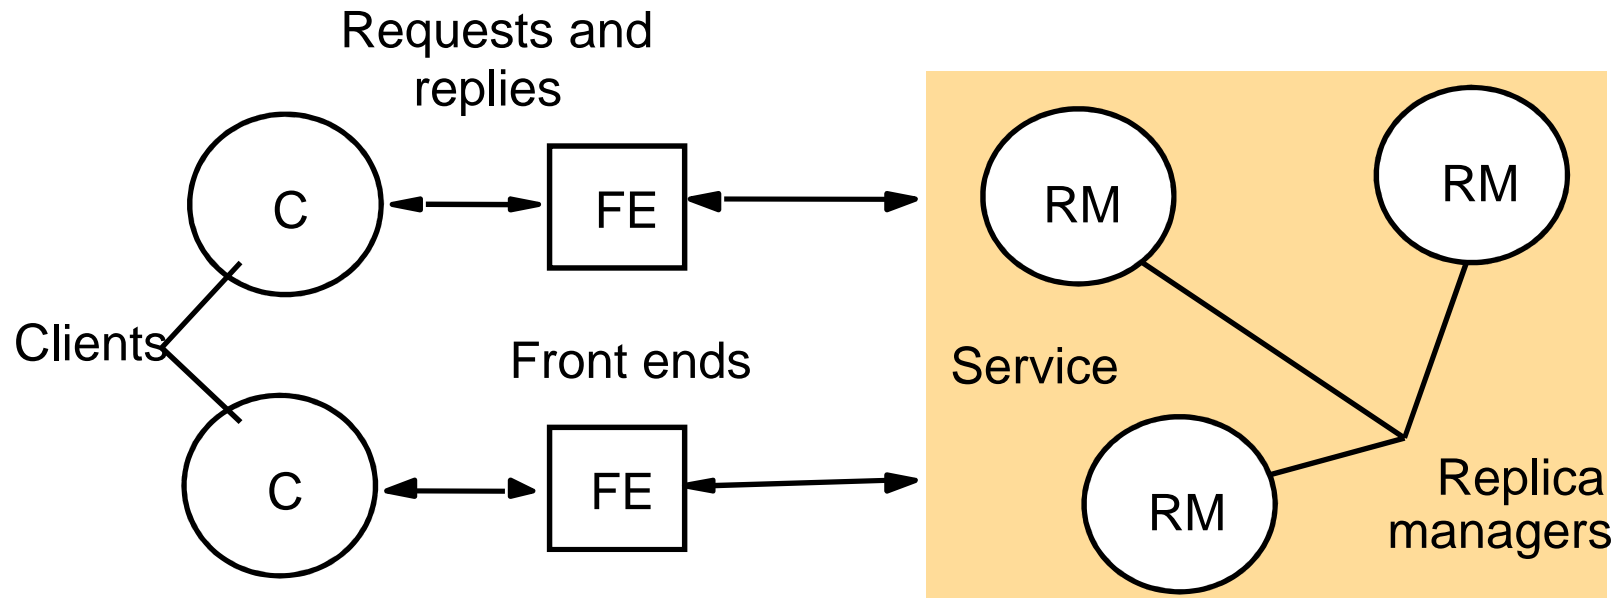 Requests and
replies
C
FE
RM
RM
Clients
Front ends
Service
C
FE
RM
Replica
managers